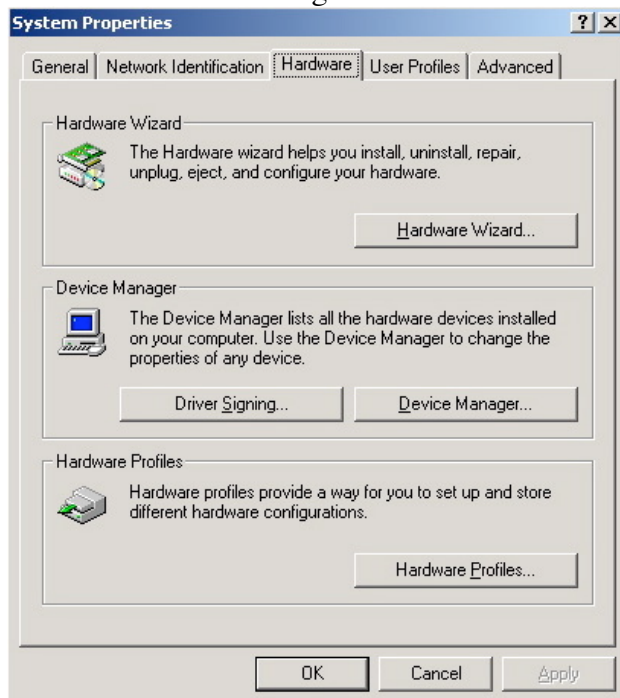 System Properties
General
Network Identification
Hardware
User Profiles
Advanced
Hardware Wizard
The Hardware wizard helps you install, uninstall, repair,
unplug, eject, and configure your hardware.
Hardware Wizard...
Device Manager
The Device Manager lists all the hardware devices installed
on your computer. Use the Device Manager to change the
properties of any device.
Driver Signing...
Device Manager...
Hardware Profiles
Hardware profiles provide a way for you to set up and store
different hardware configurations.
Hardware Profiles...
OK
Cancel
Apply